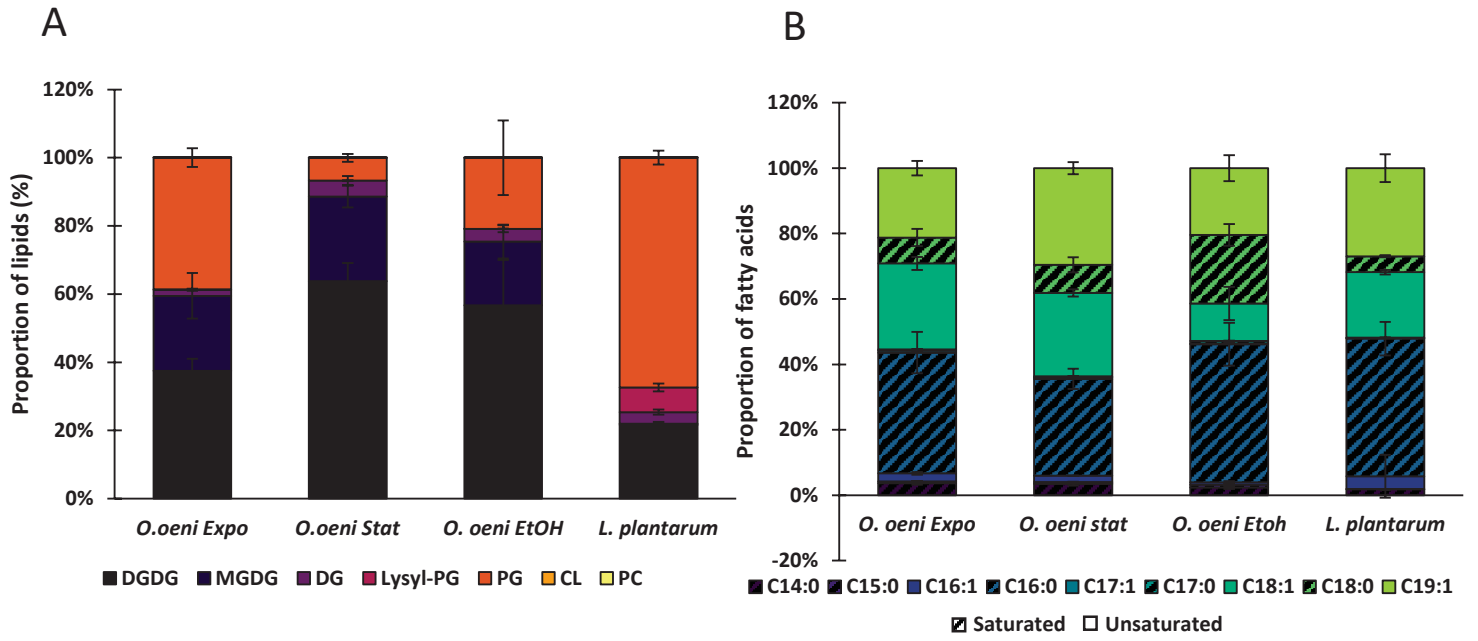 A
Proportion of lipids (%)
120%
100%
80%
60%
40%
20%
0%
O.oeni Expo O.oeni Stat O. oeni EtOH L. plantarum
DGDG MGDG DG Lysyl-PG PG CL PC
B
Proportion of fatty acids
120%
100%
80%
60%
40%
20%
0%
-20%
O. oeni Expo O. oeni stat O. oeni Etoh L. plantarum
C14:0 C15:0 C16:1 C16:0 C17:1 C17:0 C18:1 C18:0 C19:1
Saturated Unsaturated